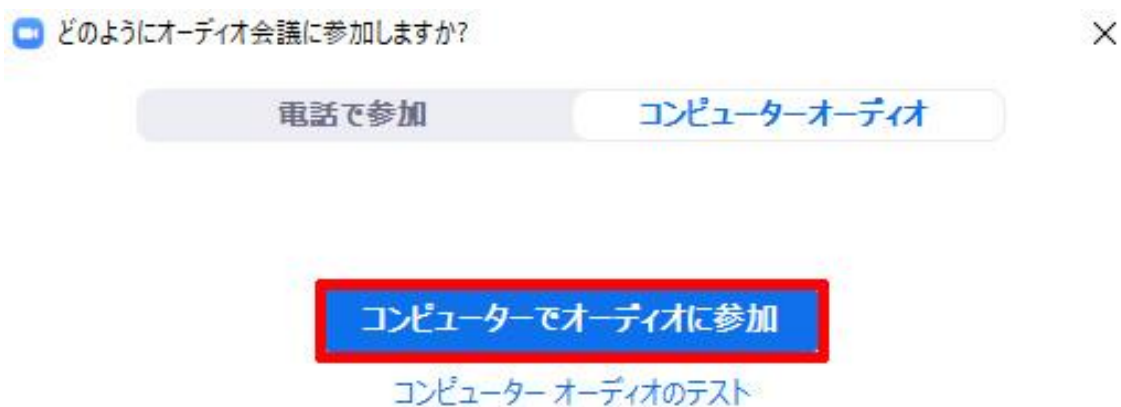 どのようにオーディオ会議に参加しますか?
電話で参加 コンピューターオーディオ
コンピューターでオーディオに参加
コンピューター オーディオのテスト